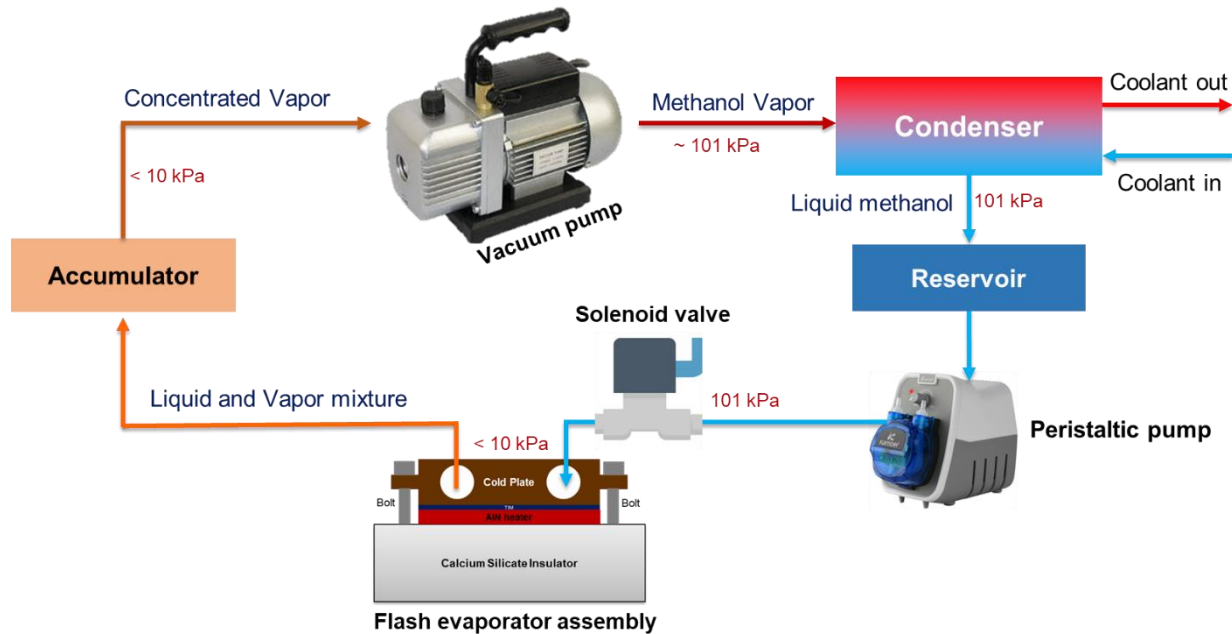 Concentrated Vapor
< 10 kPa
Vacuum pump
Methanol Vapor
~ 101 kPa
Condenser
Coolant out
Coolant in
Liquid methanol
101 kPa
Accumulator
Reservoir
Solenoid valve
Liquid and Vapor mixture
101 kPa
< 10 kPa
Peristaltic pump
Cold Plate
Bolt
Bolt
TIM
AlN heater
Calcium Silicate Insulator
Flash evaporator assembly